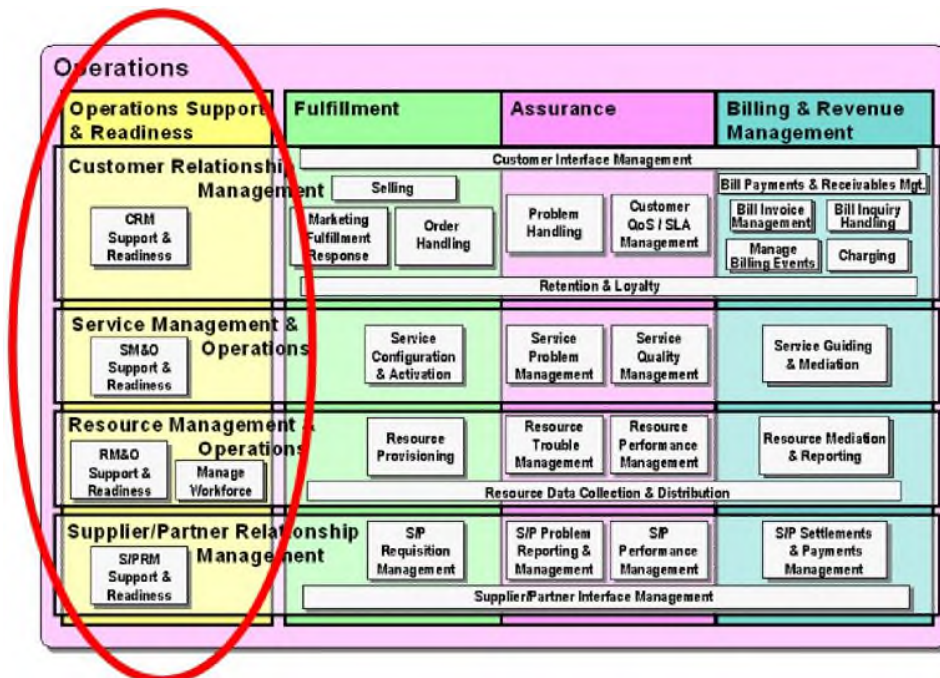 Operations
Operations Support
& Readiness
Fulfillment
Assurance
Billing & Revenue
Management
Customer Relationship
Management
CRM
Support &
Readiness
Customer Interface Management
Selling
Marketing
Fulfillment
Response
Order
Handling
Problem
Handling
Customer
QoS / SLA
Management
Bill Payments & Receivables Mgt.
Bill Invoice
Management
Bill Inquiry
Handling
Manage
Billing Events
Charging
Retention & Loyalty
Service Management &
Operations
SM&O
Support &
Readiness
Service
Configuration
& Activation
Service
Problem
Management
Service
Quality
Management
Service Guiding
& Mediation
Resource Management &
Operations
RM&O
Support &
Readiness
Manage
Workforce
Resource
Provisioning
Resource
Trouble
Management
Resource
Performance
Management
Resource Mediation
& Reporting
Resource Data Collection & Distribution
Supplier/Partner Relationship
Management
S/PRM
Support &
Readiness
S/P
Requisition
Management
S/P Problem
Reporting &
Management
S/P
Performance
Management
S/P Settlements
& Payments
Management
Supplier/Partner Interface Management